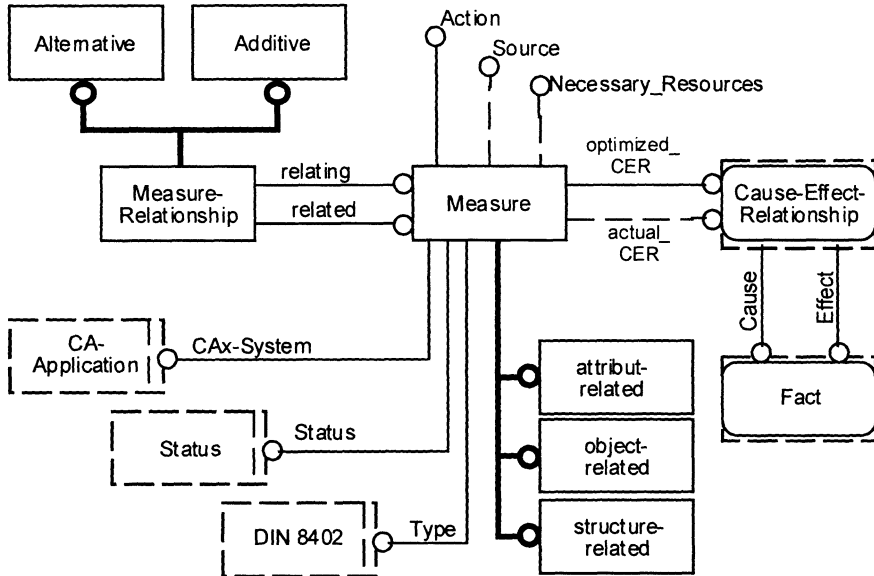 Action
Alternative
Additive
Source
Necessary_Resources
optimized_
CER
relating
Measure-
Relationship
related
Measure
Cause-Effect-
Relationship
actual_
CER
Cause
Effect
CA-
Application
CAx-System
attribut-
related
Fact
Status
Status
object-
related
DIN 8402
Type
structure-
related